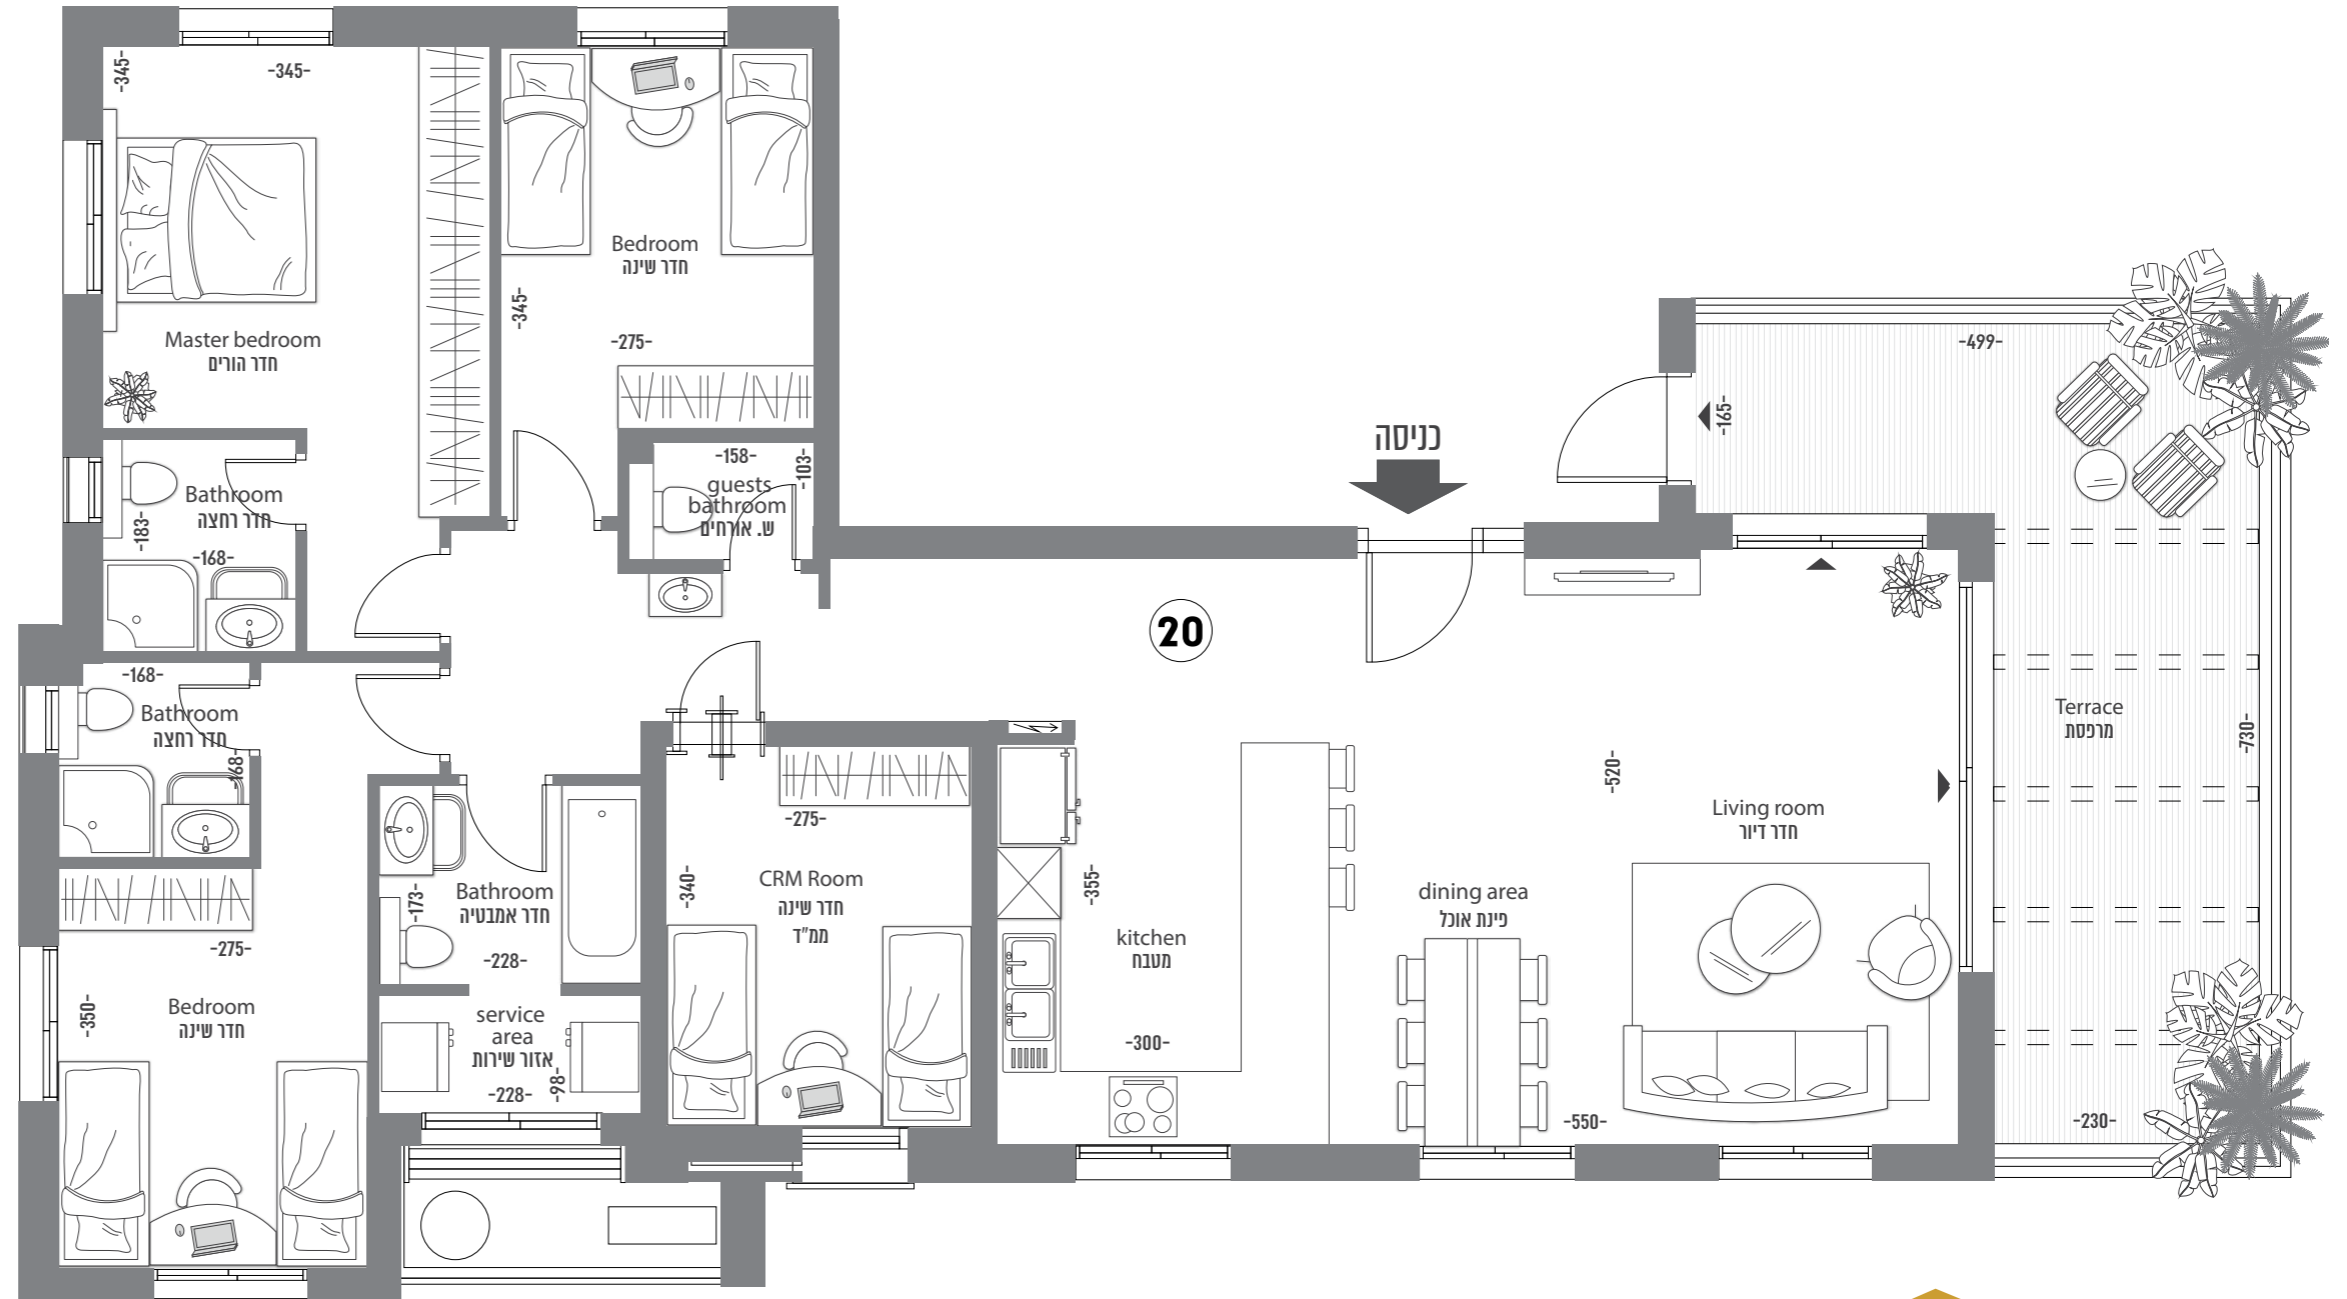 -345-
-345-
Master bedroom
חדר הורים
Bedroom
חדר שינה
-345-
-275-
Bathroom
חדר רחצה
-183-
-168-
-158-
-103-
guests
bathroom
ש. אורחים
כניסה
-499-
-165-
20
-168-
Bathroom
חדר רחצה
-168-
-275-
Bedroom
חדר שינה
-350-
Bathroom
חדר אמבטיה
-173-
-228-
service
area
אזור שירות
-228-
-98-
-275-
-340-
CRM Room
חדר שינה
ממ"ד
-355-
kitchen
מטבח
-300-
dining area
פינת אוכל
-520-
Living room
חדר דיור
-550-
Terrace
מרפסת
-730-
-230-